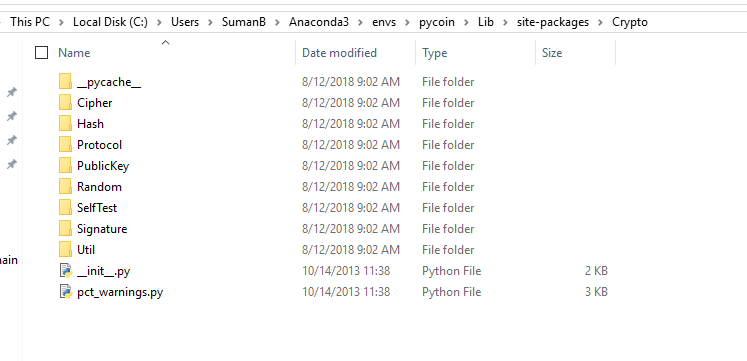 This PC > Local Disk (C:) > Users > SumanB > Anaconda3 > envs > pycoin > Lib > site-packages > Crypto
Name Date modified Type Size
__pycache__ 8/12/2018 9:02 AM File folder
Cipher 8/12/2018 9:02 AM File folder
Hash 8/12/2018 9:02 AM File folder
Protocol 8/12/2018 9:02 AM File folder
PublicKey 8/12/2018 9:02 AM File folder
Random 8/12/2018 9:02 AM File folder
SelfTest 8/12/2018 9:02 AM File folder
Signature 8/12/2018 9:02 AM File folder
Util 8/12/2018 9:02 AM File folder
ain
__init__.py 10/14/2013 11:38 Python File 2 KB
pct_warnings.py 10/14/2013 11:38 Python File 3 KB